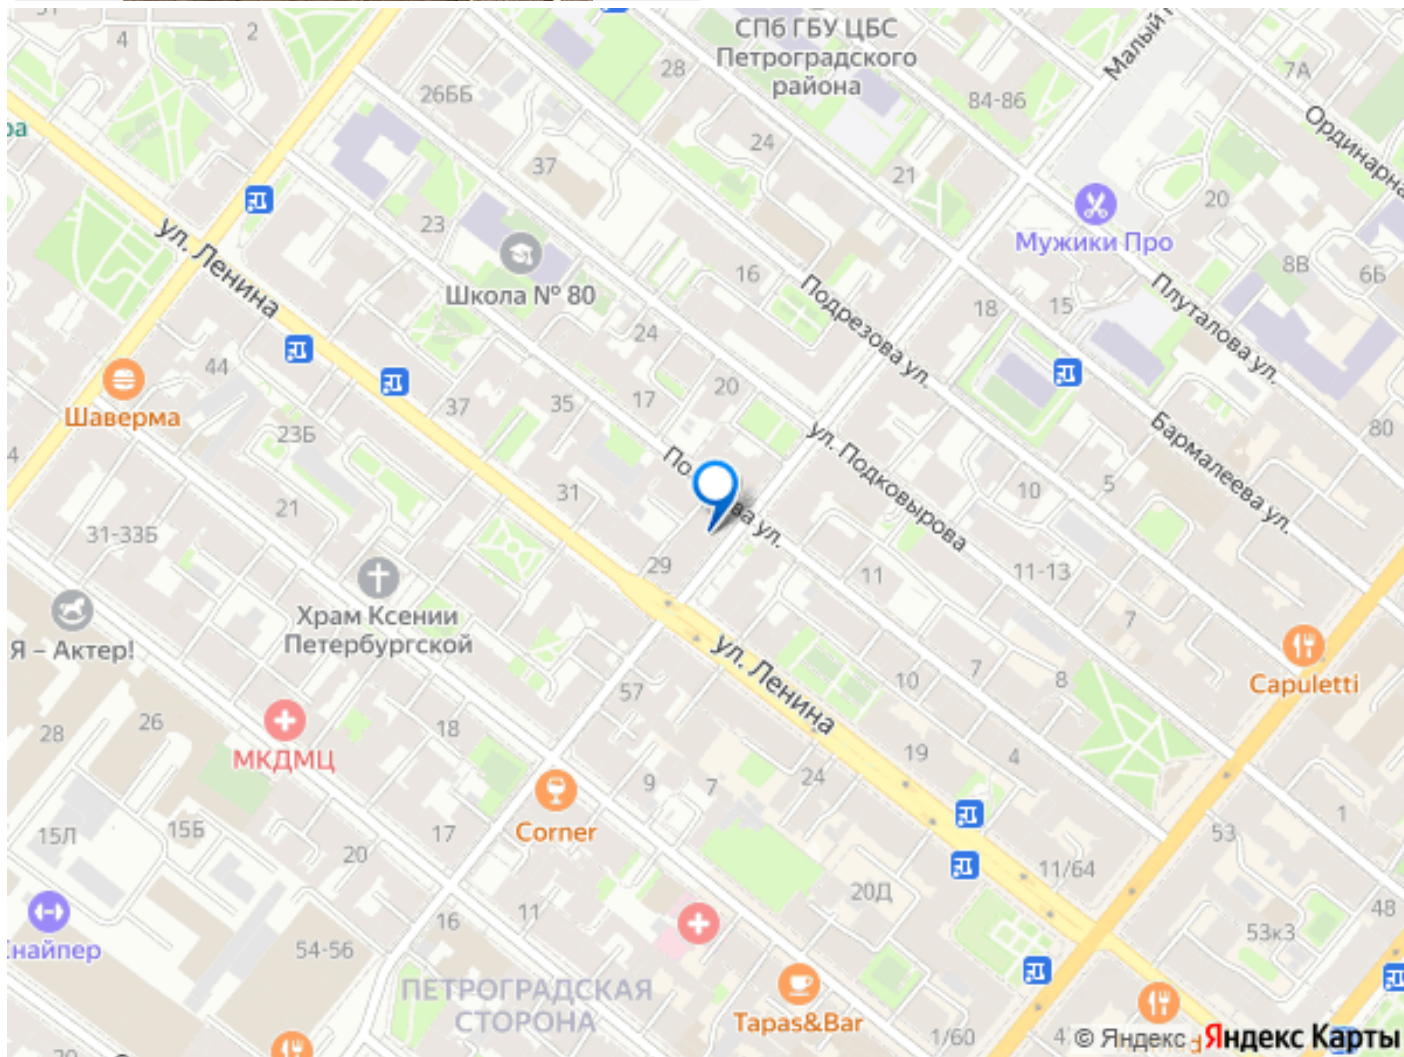 4
2
СПб ГБУ ЦБС
Петроградского
района
28
Малый
7А
26ББ
84-86
Ординарна
24
37
21
20
23
Мужики Про
ул. Ленина
16
8В
6Б
Школа № 80
Подрезова ул.
18
15
Плуталова ул.
24
44
37
35
17
20
Шаверма
23Б
ул. Подковырова
Бармалеева ул.
80
4
31
10
5
21
31-33Б
29
11
11-13
Храм Ксении
Петербургской
7
Я – Актер!
ул. Ленина
57
10
7
8
Capuletti
28
26
18
МКДМЦ
19
4
9
7
24
Corner
15Л
15Б
17
20
53
1
11/64
20Д
16
11
48
найпер
54-56
53к3
ПЕТРОГРАДСКАЯ
СТОРОНА
Tapas&Bar
1/60
© Яндекс Яндекс Карты